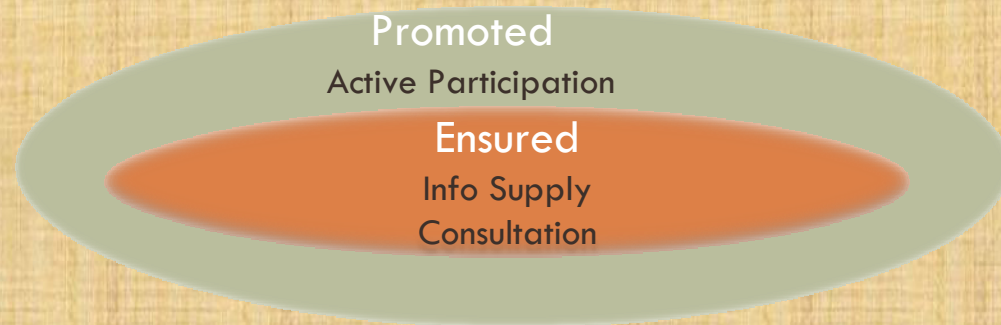 Promoted
Active Participation
Ensured
Info Supply
Consultation